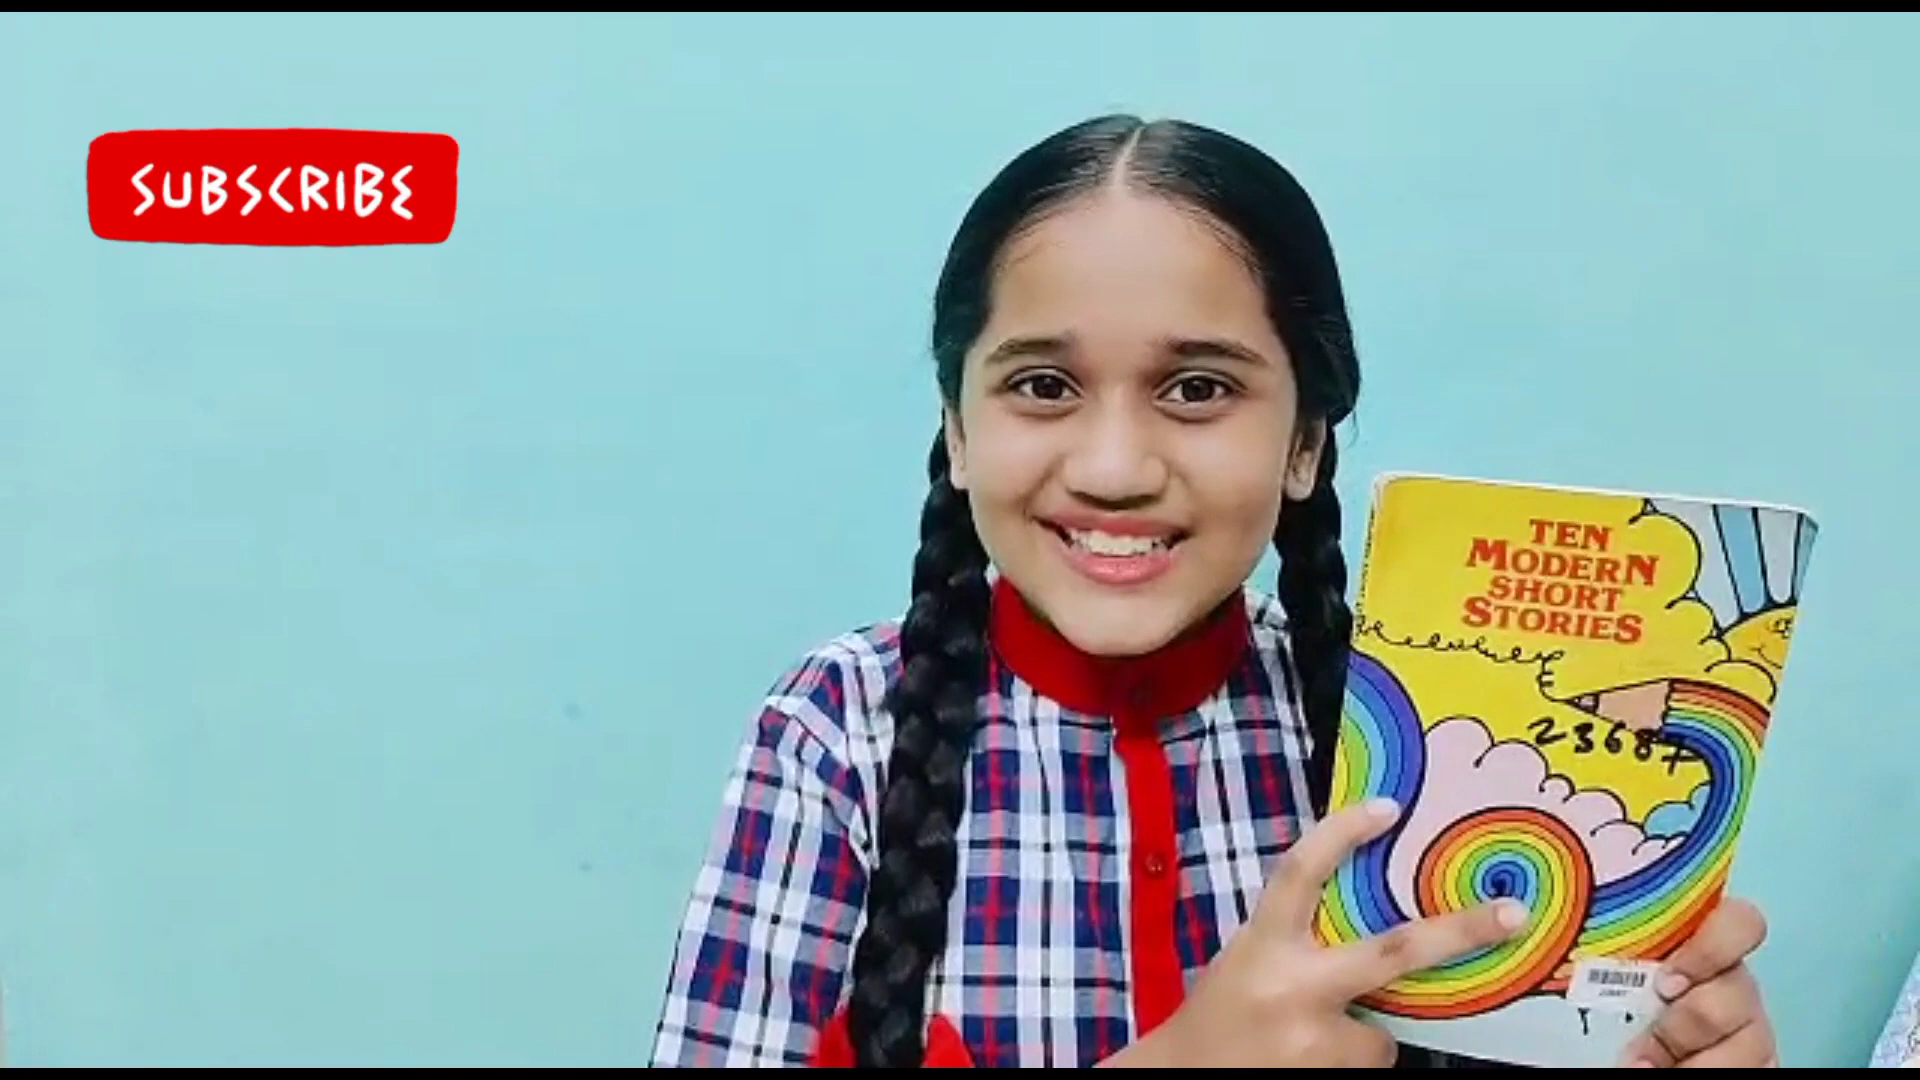 SUBSCRIBE
TEN
MODERN
SHORT
STORIES
23687